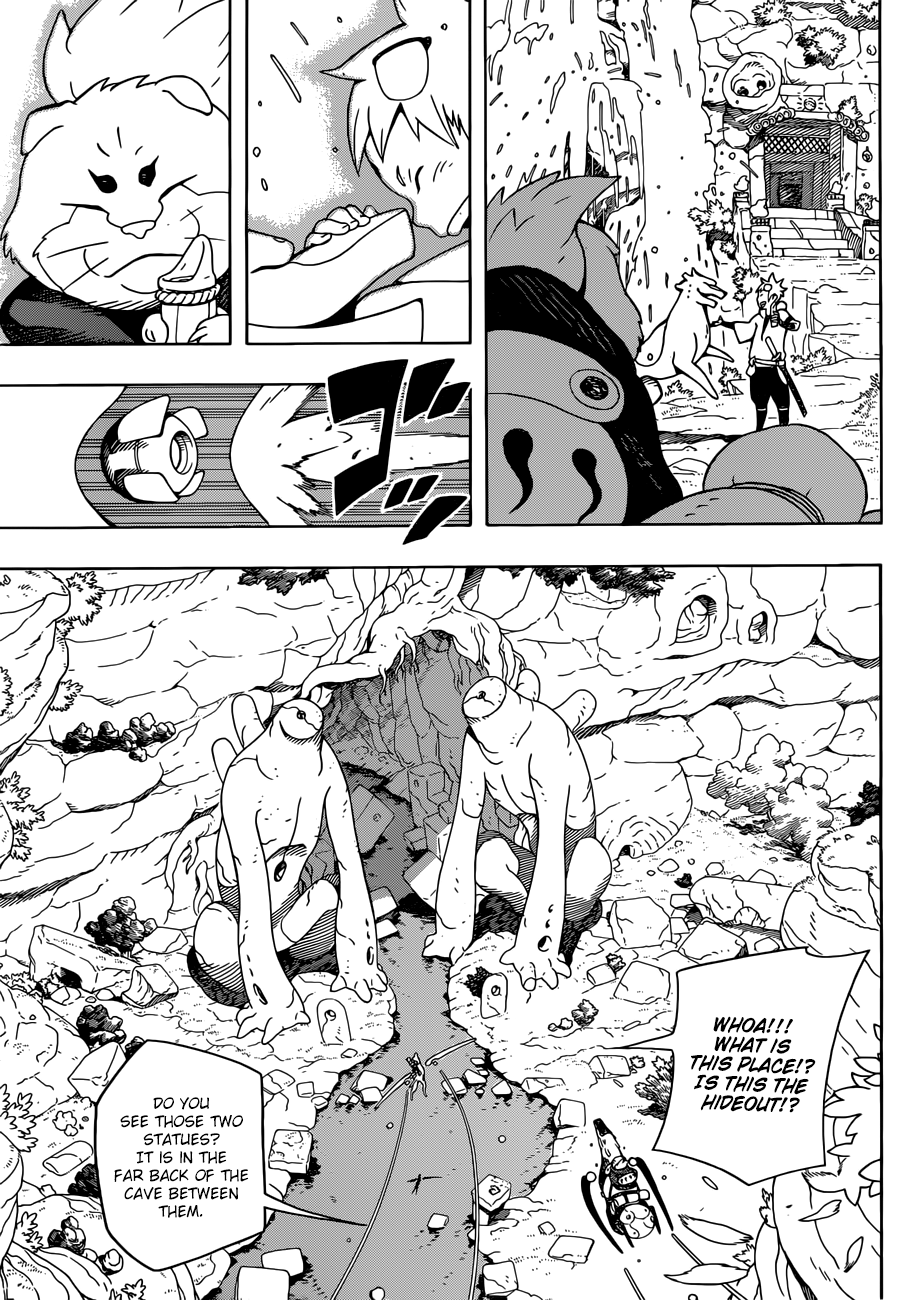 ゴゴ
WHOA!!!
WHAT IS
THIS PLACE!?
IS THIS THE
HIDEOUT!?
DO YOU
SEE THOSE TWO
STATUES?
IT IS IN THE
FAR BACK OF THE
CAVE BETWEEN
THEM.